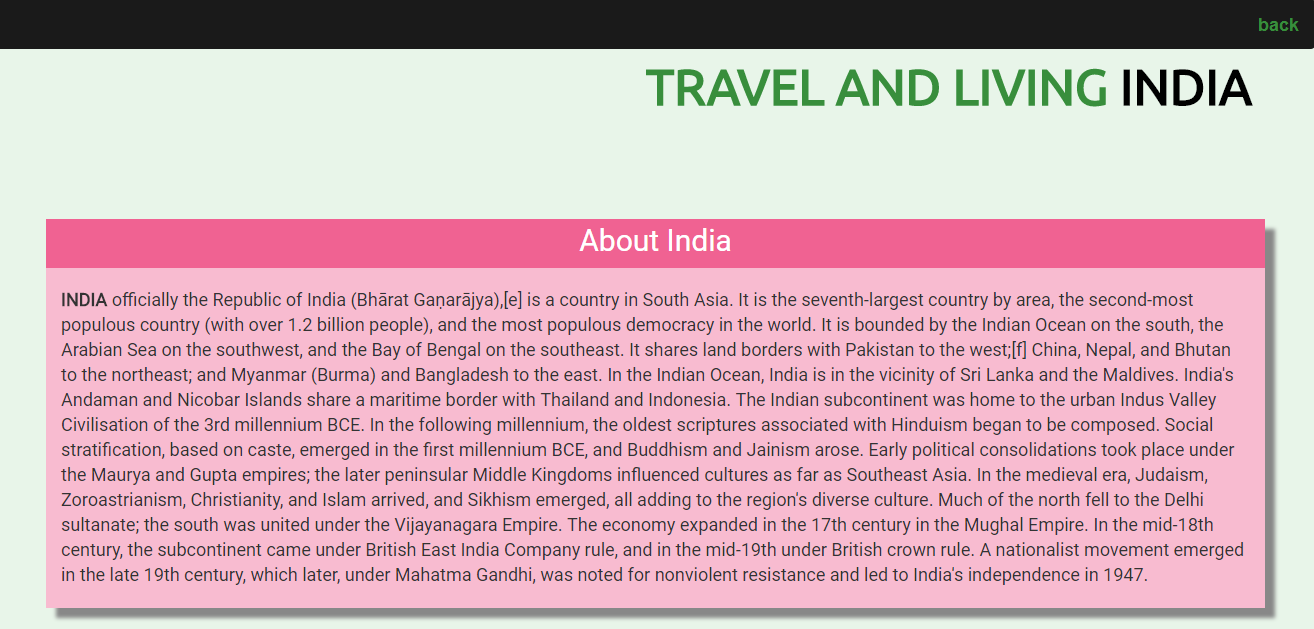 back
TRAVEL AND LIVING INDIA
About India
INDIA officially the Republic of India (Bhārat Gaṇarājya),[e] is a country in South Asia. It is the seventh-largest country by area, the second-most
populous country (with over 1.2 billion people), and the most populous democracy in the world. It is bounded by the Indian Ocean on the south, the
Arabian Sea on the southwest, and the Bay of Bengal on the southeast. It shares land borders with Pakistan to the west;[f] China, Nepal, and Bhutan
to the northeast; and Myanmar (Burma) and Bangladesh to the east. In the Indian Ocean, India is in the vicinity of Sri Lanka and the Maldives. India's
Andaman and Nicobar Islands share a maritime border with Thailand and Indonesia. The Indian subcontinent was home to the urban Indus Valley
Civilisation of the 3rd millennium BCE. In the following millennium, the oldest scriptures associated with Hinduism began to be composed. Social
stratification, based on caste, emerged in the first millennium BCE, and Buddhism and Jainism arose. Early political consolidations took place under
the Maurya and Gupta empires; the later peninsular Middle Kingdoms influenced cultures as far as Southeast Asia. In the medieval era, Judaism,
Zoroastrianism, Christianity, and Islam arrived, and Sikhism emerged, all adding to the region's diverse culture. Much of the north fell to the Delhi
sultanate; the south was united under the Vijayanagara Empire. The economy expanded in the 17th century in the Mughal Empire. In the mid-18th
century, the subcontinent came under British East India Company rule, and in the mid-19th under British crown rule. A nationalist movement emerged
in the late 19th century, which later, under Mahatma Gandhi, was noted for nonviolent resistance and led to India's independence in 1947.